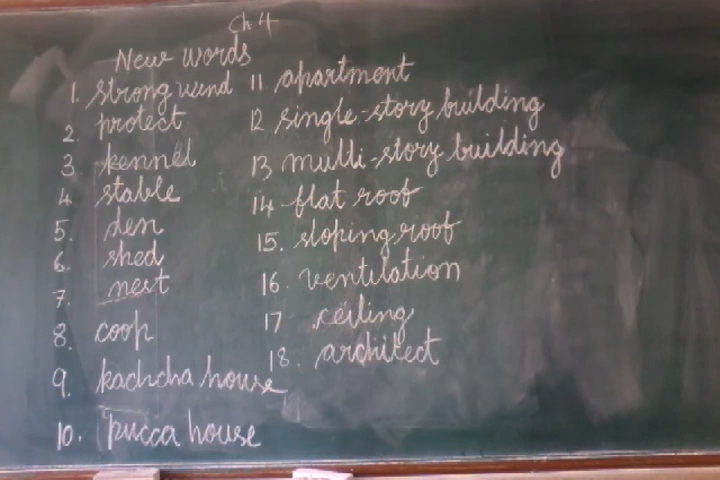 Ch 4
New words
1. strong wind
2. protect
3 kennel
4 stable
5. den
6. shed
7. nest
8. coop
9. kachcha house
10. pucca house
11 apartment
12 single-story building
13 multi-story building
14 flat roof
15. sloping roof
16. ventilation
17 ceiling
18. architect